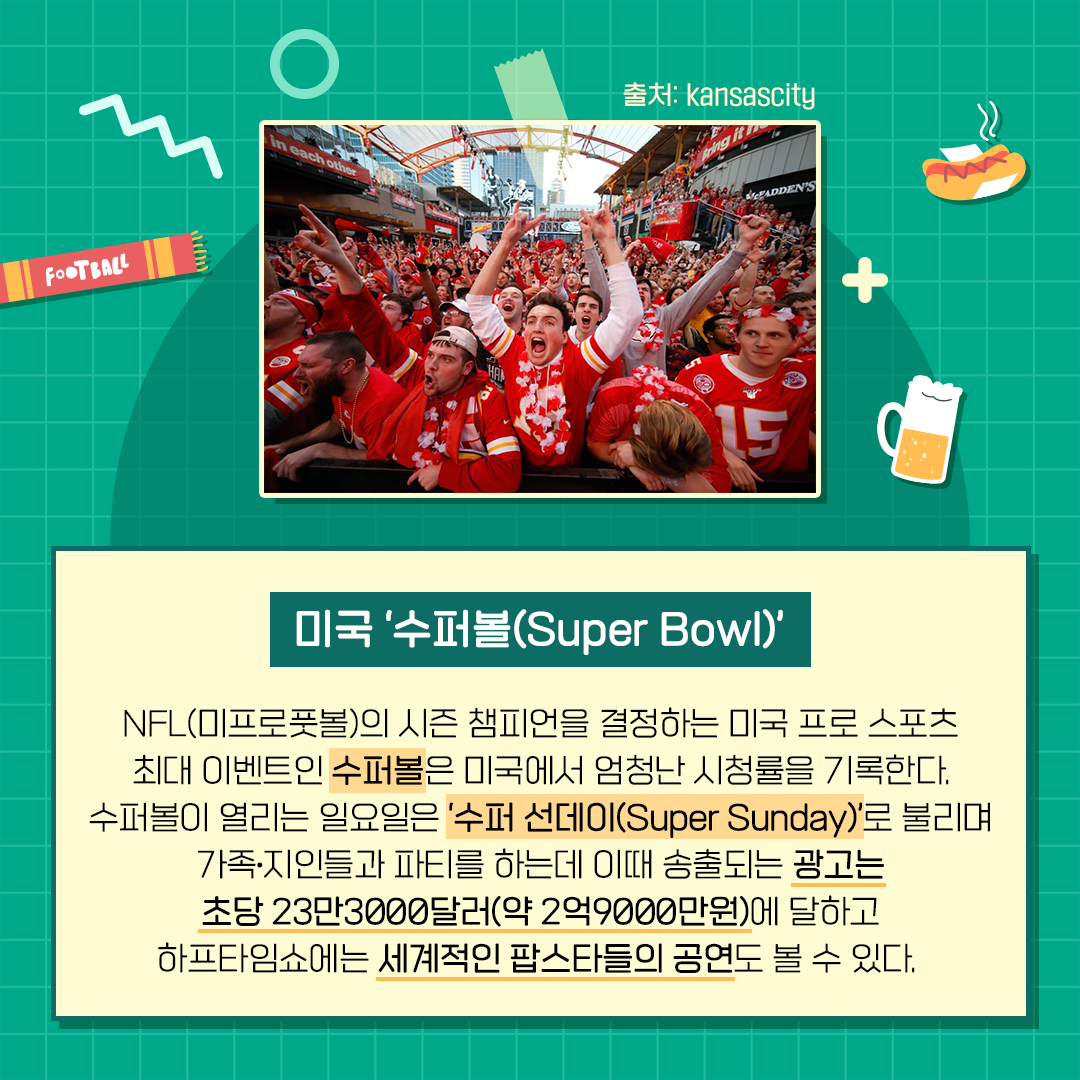 출처: kansascity
in each other
Bring it h
McFADDEN'S
FOOTBALL
15
미국 '수퍼볼(Super Bowl)'
NFL(미프로풋볼)의 시즌 챔피언을 결정하는 미국 프로 스포츠
최대 이벤트인 수퍼볼은 미국에서 엄청난 시청률을 기록한다.
수퍼볼이 열리는 일요일은 '수퍼 선데이(Super Sunday)'로 불리며
가족·지인들과 파티를 하는데 이때 송출되는 광고는
초당 23만3000달러(약 2억9000만원)에 달하고
하프타임쇼에는 세계적인 팝스타들의 공연도 볼 수 있다.